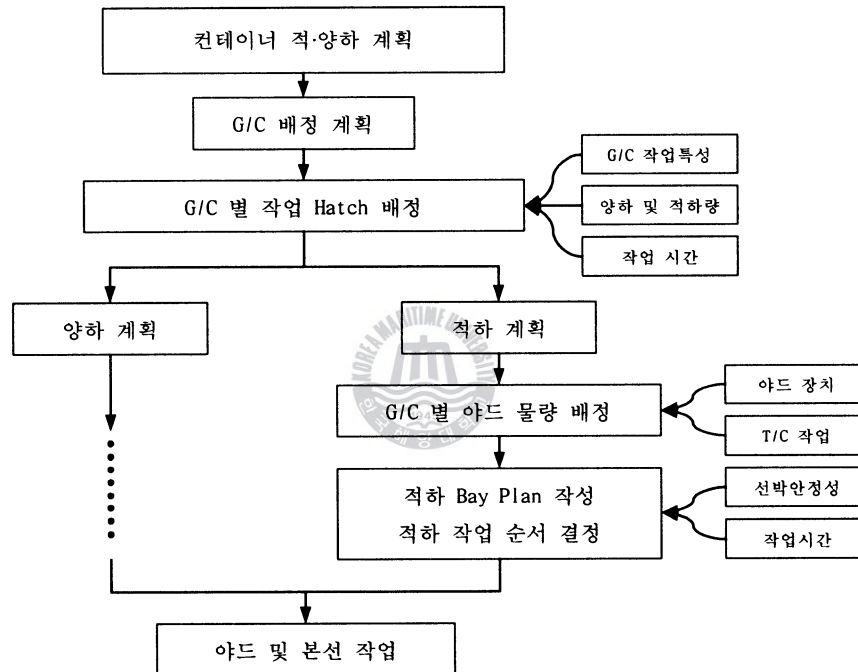 컨테이너 적·양하 계획
G/C 배정 계획
G/C 별 작업 Hatch 배정
G/C 작업특성
양하 및 적하량
작업 시간
양하 계획
적하 계획
KOREA MARITIME UNIVERSITY
G/C 별 야드 물량 배정
야드 장치
T/C 작업
적하 Bay Plan 작성
적하 작업 순서 결정
선박안정성
작업시간
야드 및 본선 작업